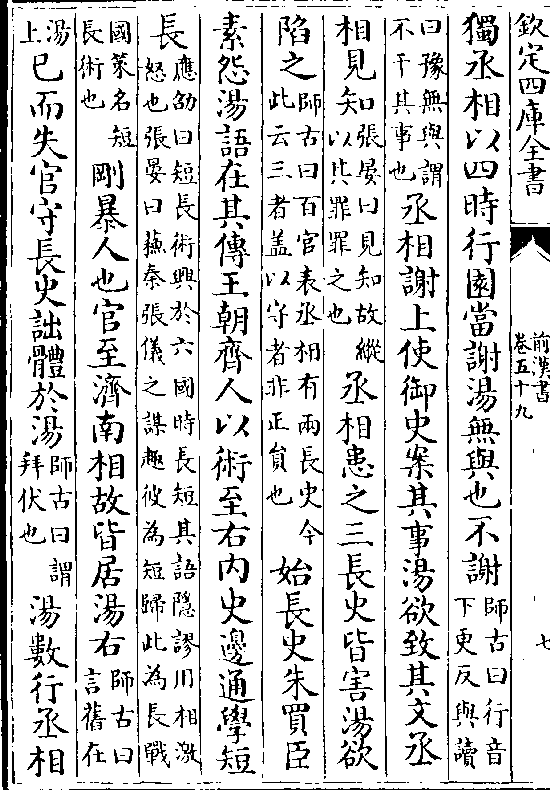 欽定四庫全書
前漢書
卷五十九
七
獨丞相以四時行園當謝湯無與也不謝師古曰行音下更反與讀
曰豫無與謂不干其事也丞相謝上使御史案其事湯欲致其文丞
相見知張晏曰見知故縱以其罪罪之也丞相患之三長史皆害湯欲
陷之師古曰百官表丞相有兩長史今此云三者盖以守者非正員也始長史朱買臣
素怨湯語在其傳王朝齊人以術至右内史邊通學短
長應劭曰短長術興於六國時長短其語隱謬用相激怒也張晏曰蘇秦張儀之謀趣彼為短歸此為長戰
國策名短長術也剛暴人也官至濟南相故皆居湯右師古曰言舊在
湯上已而失官守長史詘體於湯師古曰謂拜伏也湯數行丞相